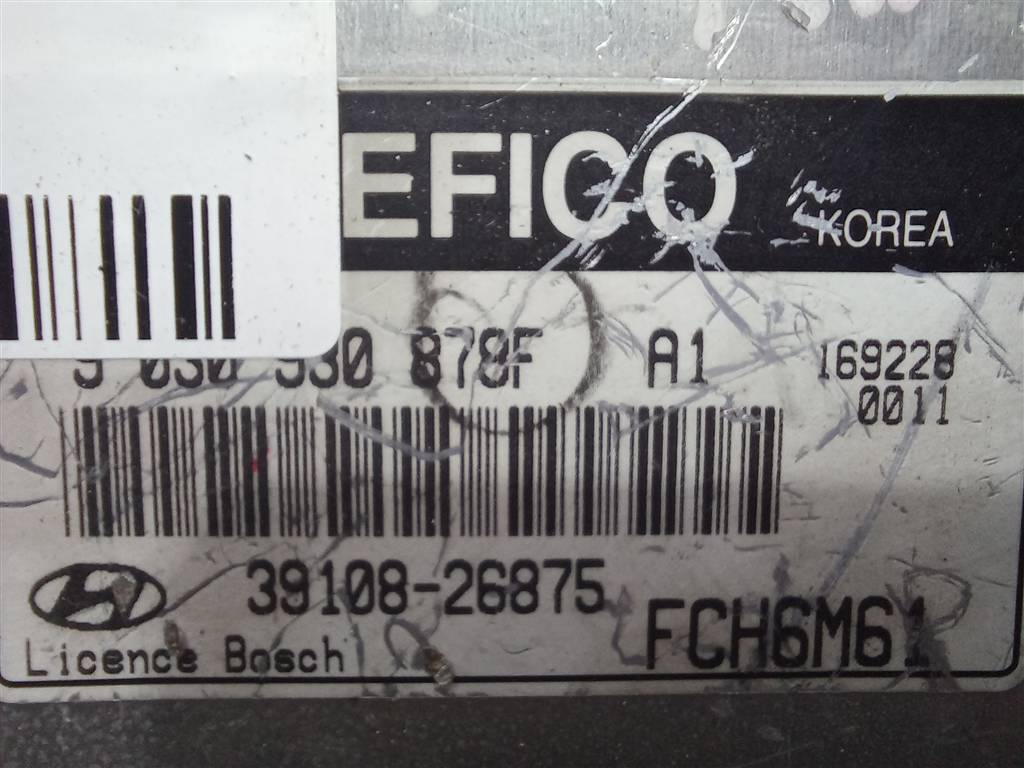 EFICO KOREA
9 030 930 878F A1 169228
0011
39108-26875
FCH6M61
Licence Bosch